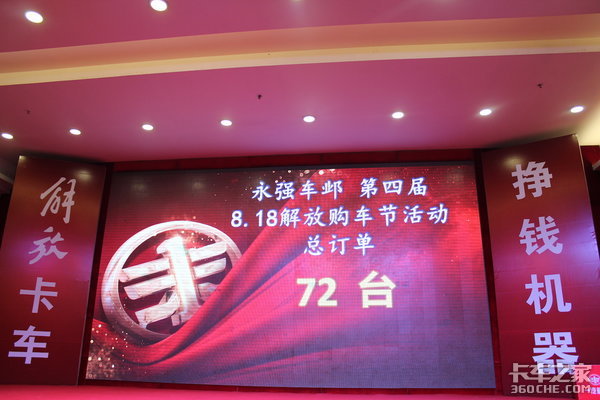 解放卡车
永强车邺 第四届
8.18解放购车节活动
总订单
72 台
挣钱机器
卡车之家
360CHE.COM